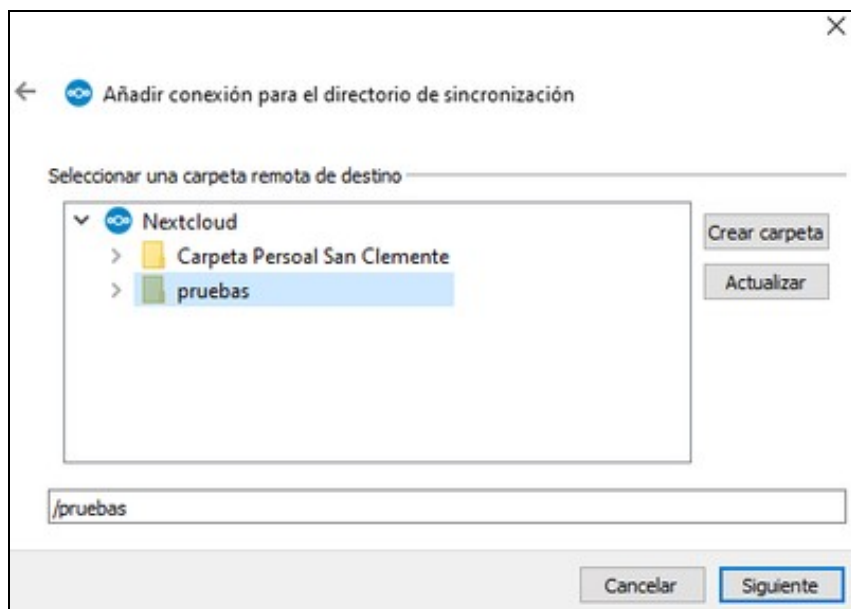 Añadir conexión para el directorio de sincronización
Seleccionar una carpeta remota de destino
Nextcloud
Carpeta Persoal San Clemente
pruebas
Crear carpeta
Actualizar
/pruebas
Cancelar
Siguiente